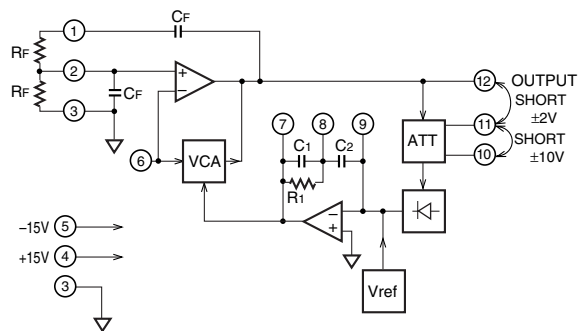 1
CF
RF
2
+
−
CF
RF
3
12 OUTPUT
SHORT
±2V
7
8
9
11
SHORT
ATT
C1
C2
10
±10V
6
VCA
R1
−
+
−15V 5
+15V 4
3
Vref